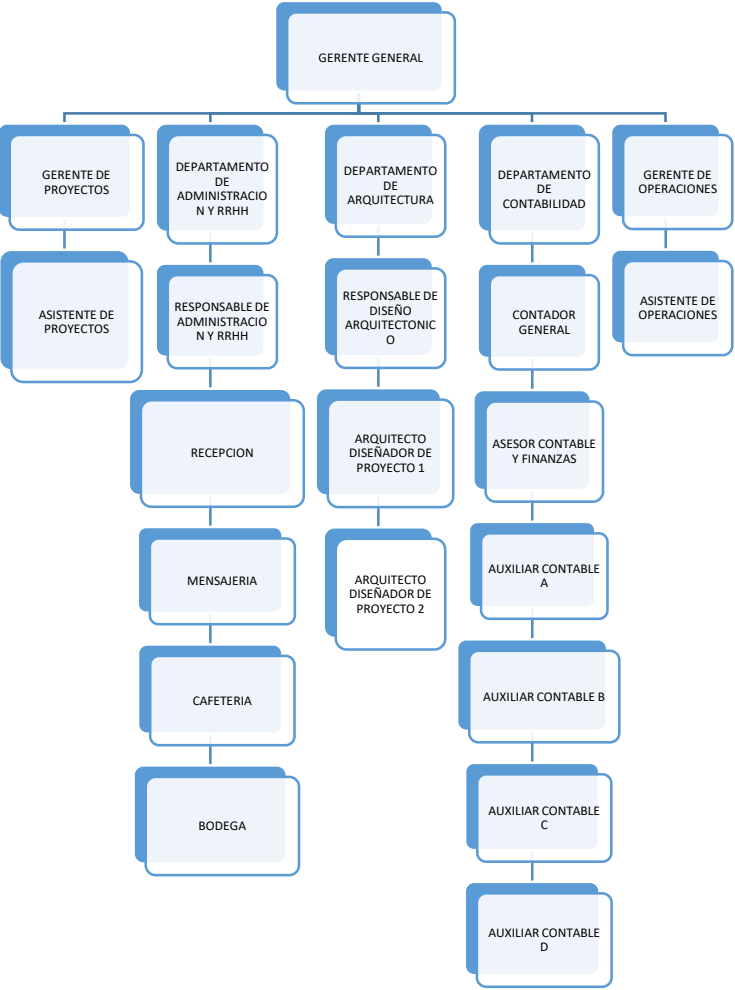 GERENTE GENERAL
GERENTE DE
PROYECTOS
DEPARTAMENTO
DE
ADMINISTRACIO
N Y RRHH
DEPARTAMENTO
DE
ARQUITECTURA
DEPARTAMENTO
DE
CONTABILIDAD
GERENTE DE
OPERACIONES
ASISTENTE DE
PROYECTOS
RESPONSABLE DE
ADMINISTRACIO
N RRHH
RESPONSABLE DE
DISEÑO
ARQUITECTONIC
O
CONTADOR
GENERAL
ASISTENTE DE
OPERACIONES
RECEPCION
ARQUITECTO
DISEÑADOR DE
PROYECTO 1
ASESOR CONTABLE
Y FINANZAS
MENSAJERIA
ARQUITECTO
DISEÑADOR DE
PROYECTO 2
AUXILIAR CONTABLE
A
CAFETERIA
AUXILIAR CONTABLE B
BODEGA
AUXILIAR CONTABLE
C
AUXILIAR CONTABLE
D